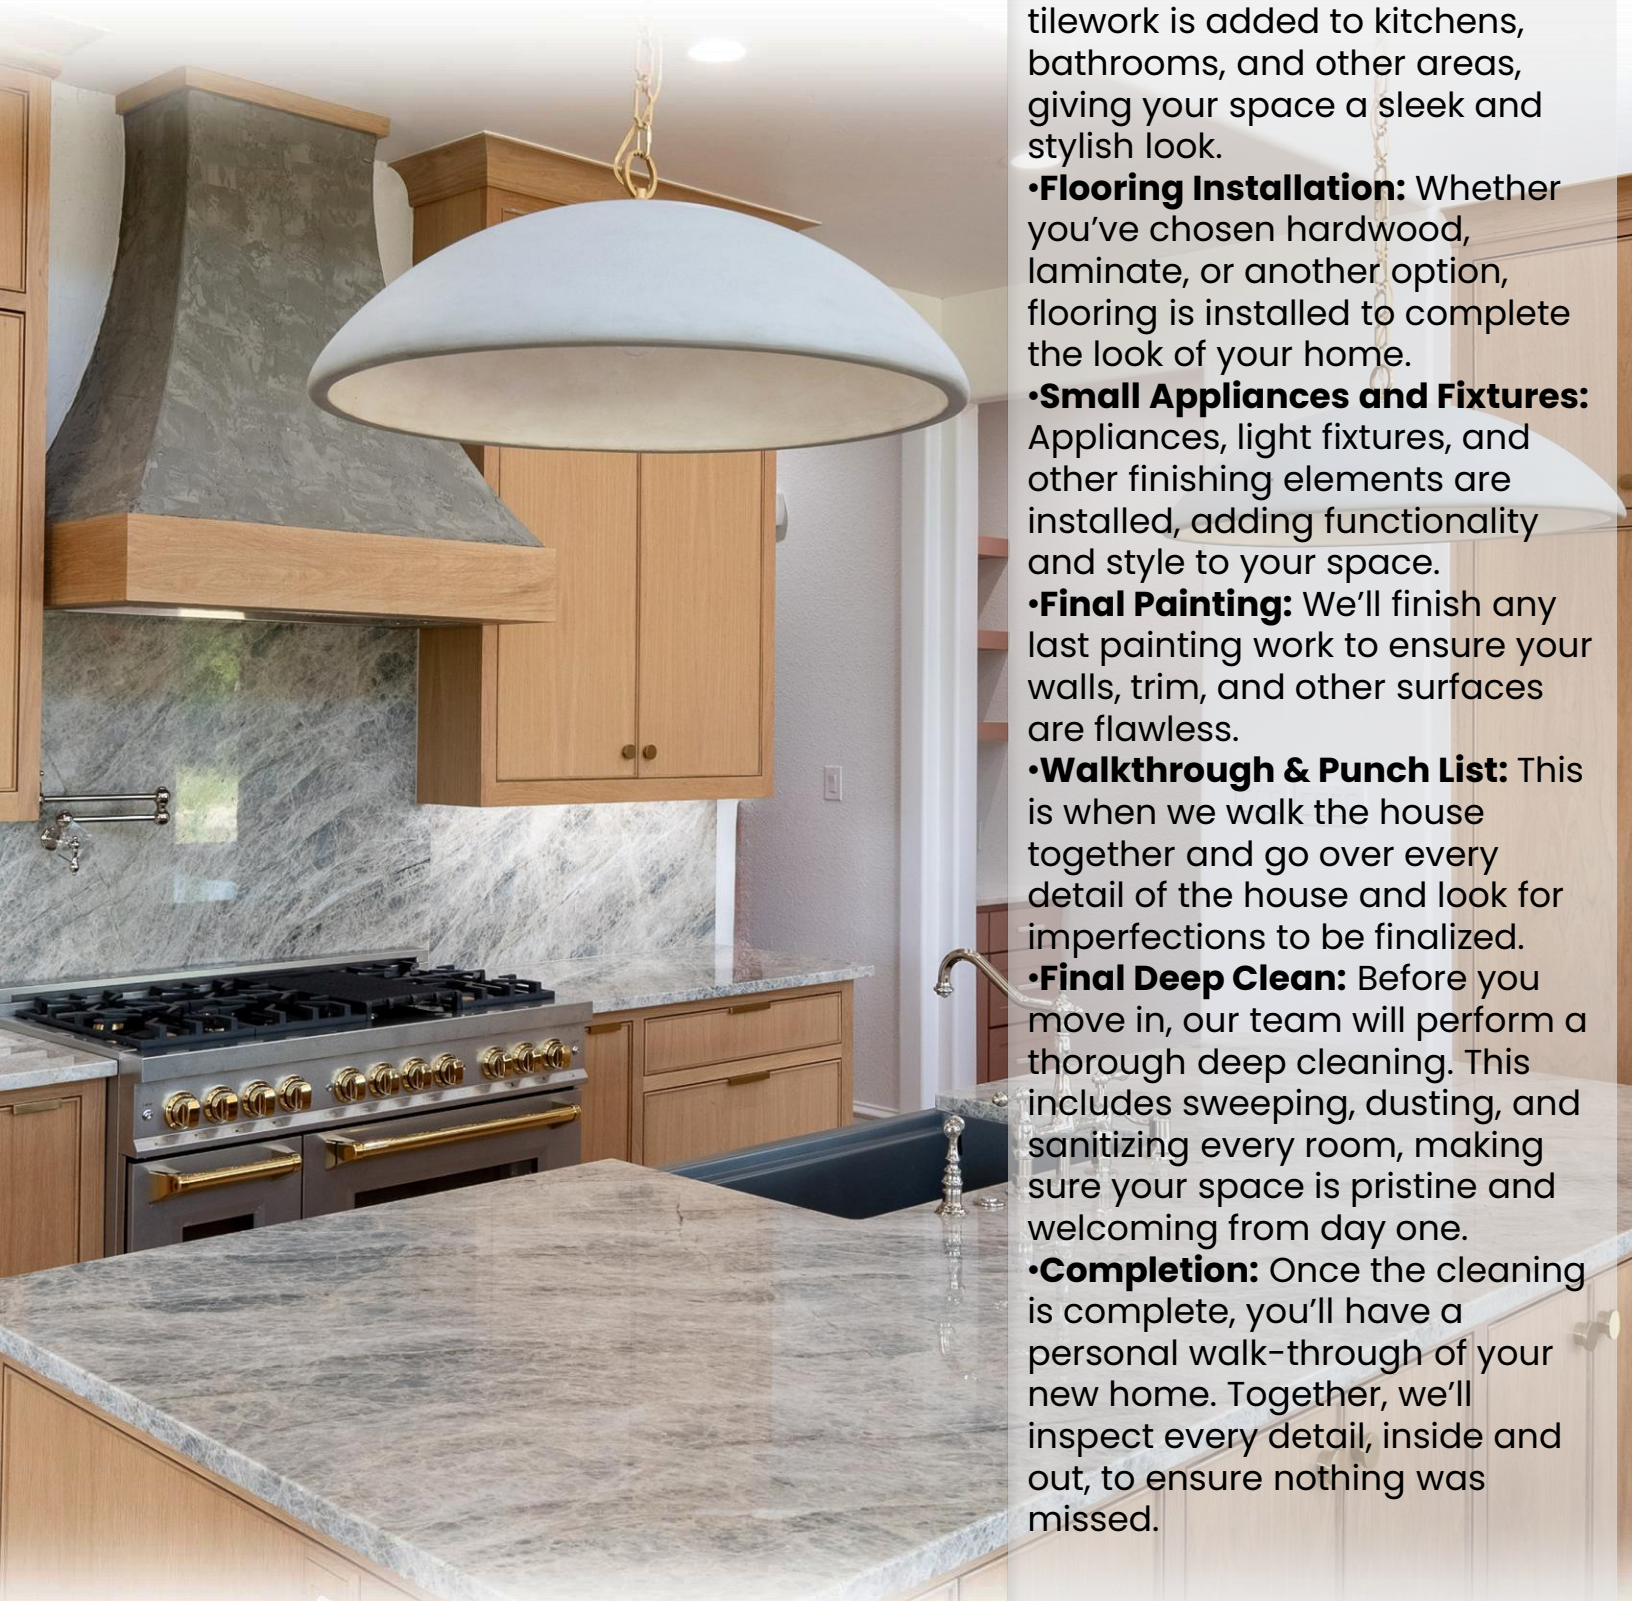 tilework is added to kitchens,
bathrooms, and other areas,
giving your space a sleek and
stylish look.
•Flooring Installation: Whether
you’ve chosen hardwood,
laminate, or another option,
flooring is installed to complete
the look of your home.
•Small Appliances and Fixtures:
Appliances, light fixtures, and
other finishing elements are
installed, adding functionality
and style to your space.
•Final Painting: We’ll finish any
last painting work to ensure your
walls, trim, and other surfaces
are flawless.
•Walkthrough & Punch List: This
is when we walk the house
together and go over every
detail of the house and look for
imperfections to be finalized.
•Final Deep Clean: Before you
move in, our team will perform a
thorough deep cleaning. This
includes sweeping, dusting, and
sanitizing every room, making
sure your space is pristine and
welcoming from day one.
•Completion: Once the cleaning
is complete, you’ll have a
personal walk-through of your
new home. Together, we’ll
inspect every detail, inside and
out, to ensure nothing was
missed.